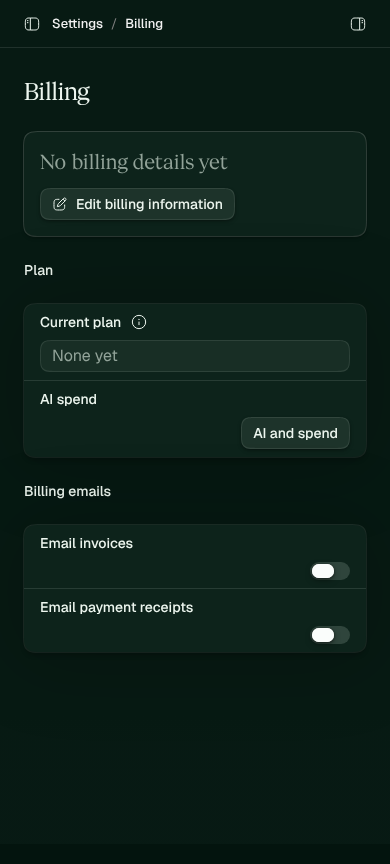 Settings / Billing
Billing
No billing details yet
Edit billing information
Plan
Current plan
None yet
AI spend
AI and spend
Billing emails
Email invoices
Email payment receipts